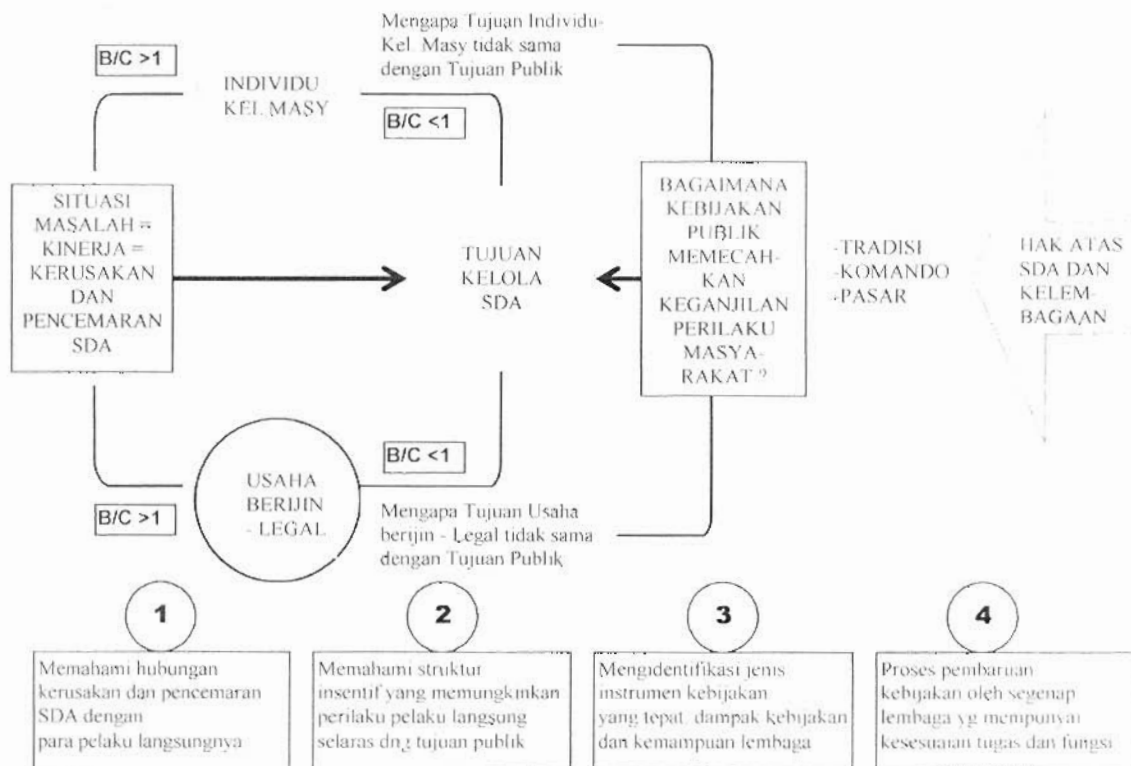 Mengapa Tujuan Individu-
Kel. Masy tidak sama
dengan Tujuan Publik
B/C >1
INDIVIDU
KEL. MASY
B/C <1
SITUASI
MASALAH =
KINERJA =
KERUSAKAN
DAN
PENCEMARAN
SDA
TUJUAN
KELOLA
SDA
BAGAIMANA
KEBIJAKAN
PUBLIK
MEMECAH-
KAN
KEGANJILAN
PERILAKU
MASYA-
RAKAT ?
-TRADISI
-KOMANDO
-PASAR
HAK ATAS
SDA DAN
KELEM-
BAGAAN
B/C <1
USAHA
BERIJIN
- LEGAL
B/C >1
Mengapa Tujuan Usaha
berijin - Legal tidak sama
dengan Tujuan Publik
1
Memahami hubungan
kerusakan dan pencemaran
SDA dengan
para pelaku langsungnya
2
Memahami struktur
insentif yang memungkinkan
perilaku pelaku langsung
selaras dng tujuan publik
3
Mengidentifikasi jenis
instrumen kebijakan
yang tepat, dampak kebijakan
dan kemampuan lembaga
4
Proses pembaruan
kebijakan oleh segenap
lembaga yg mempunyai
kesesuaian tugas dan fungsi